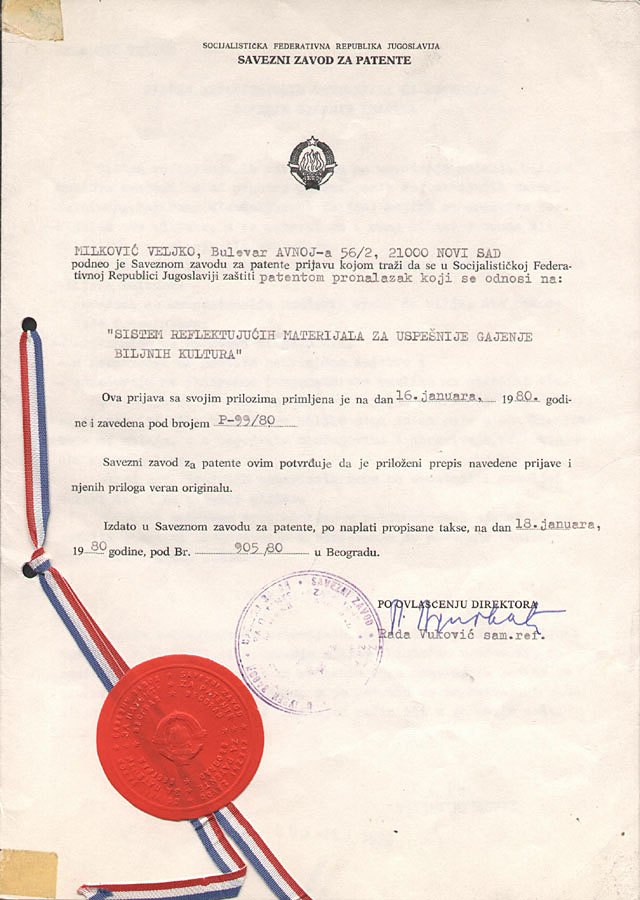 SOCIJALISTIČKA FEDERATIVNA REPUBLIKA JUGOSLAVIJA
SAVEZNI ZAVOD ZA PATENTE
MILKOVIĆ VELJKO, Bulevar AVNOJ-a 56/2, 21000 NOVI SAD
podneo je Saveznom zavodu za patente prijavu kojom traži da se u Socijalističkoj Federa-
tivnoj Republici Jugoslaviji zaštiti patentom pronalazak koji se odnosi na:
"SISTEM REFLEKTUJUĆIH MATERIJALA ZA USPEŠNIJE GAJENJE
BILJNIH KULTURA"
Ova prijava sa svojim prilozima primljena je na dan 16. januara, 1980. godi-
ne i zavedena pod brojem P-99/80
Savezni zavod za patente ovim potvrđuje da je priloženi prepis navedene prijave i
njenih priloga veran originalu.
Izdato u Saveznom zavodu za patente, po naplati propisane takse, na dan 18. januara,
1980 godine, pod Br. 905/80 u Beogradu.
PO OVLAŠĆENJU DIREKTORA
Rada Vuković sam.ref.
SAVEZNI ZAVOD